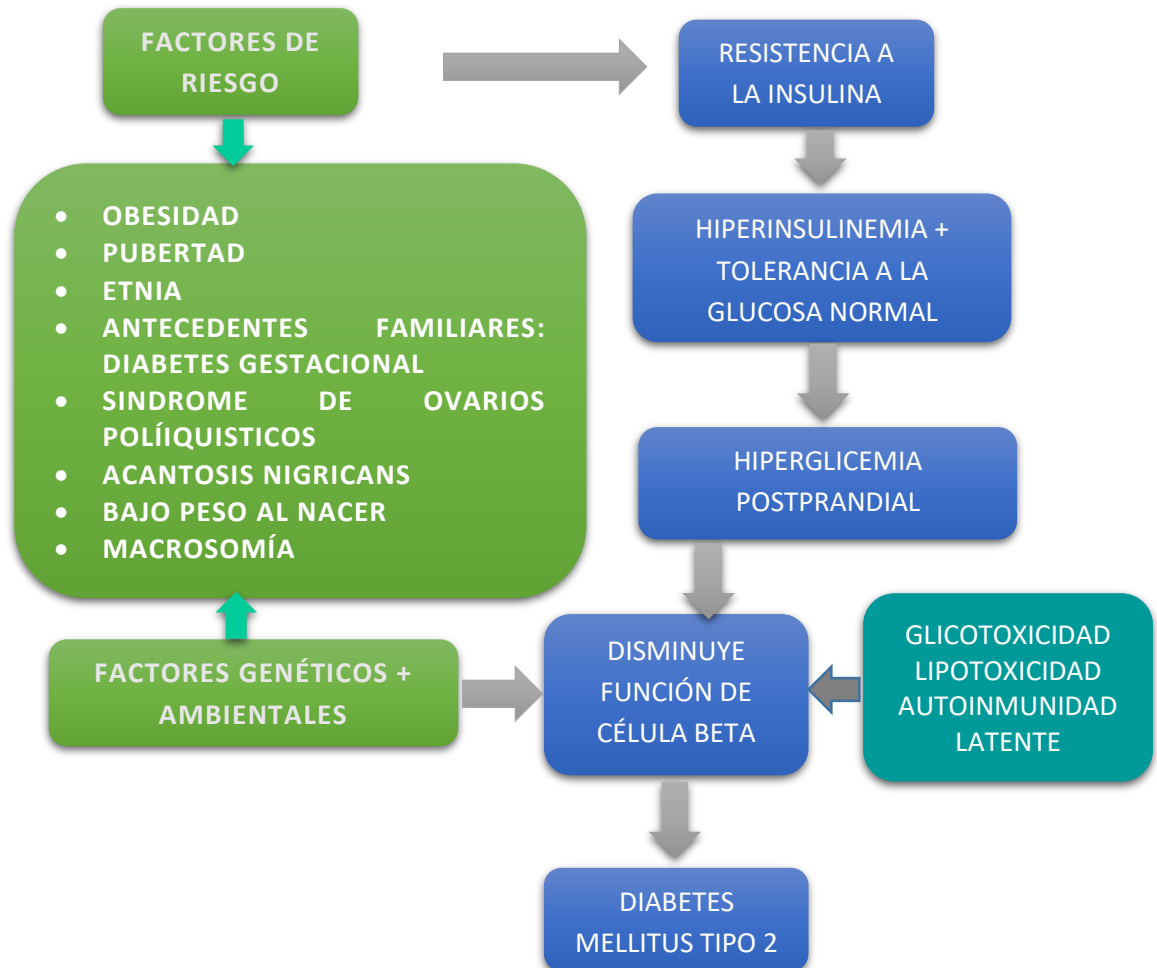 FACTORES DE
RIESGO
RESISTENCIA A
LA INSULINA
• OBESIDAD
• PUBERTAD
• ETNIA
• ANTECEDENTES FAMILIARES:
DIABETES GESTACIONAL
• SINDROME DE OVARIOS
POLÍIQUISTICOS
• ACANTOSIS NIGRICANS
• BAJO PESO AL NACER
• MACROSOMÍA
HIPERINSULINEMIA +
TOLERANCIA A LA
GLUCOSA NORMAL
HIPERGLICEMIA
POSTPRANDIAL
FACTORES GENÉTICOS +
AMBIENTALES
DISMINUYE
FUNCIÓN DE
CÉLULA BETA
GLICOTOXICIDAD
LIPOTOXICIDAD
AUTOINMUNIDAD
LATENTE
DIABETES
MELLITUS TIPO 2